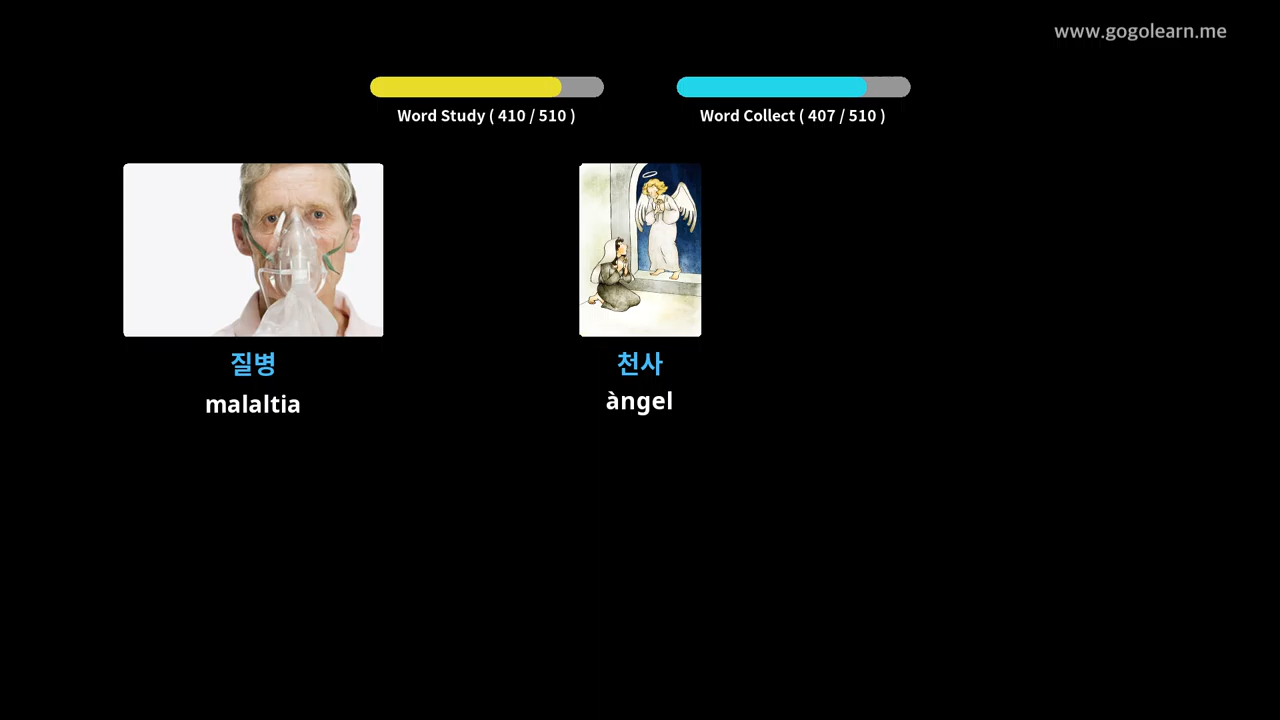 www.gogolearn.me
Word Study ( 410 / 510 )
Word Collect ( 407 / 510 )
질병
malaltia
천사
àngel